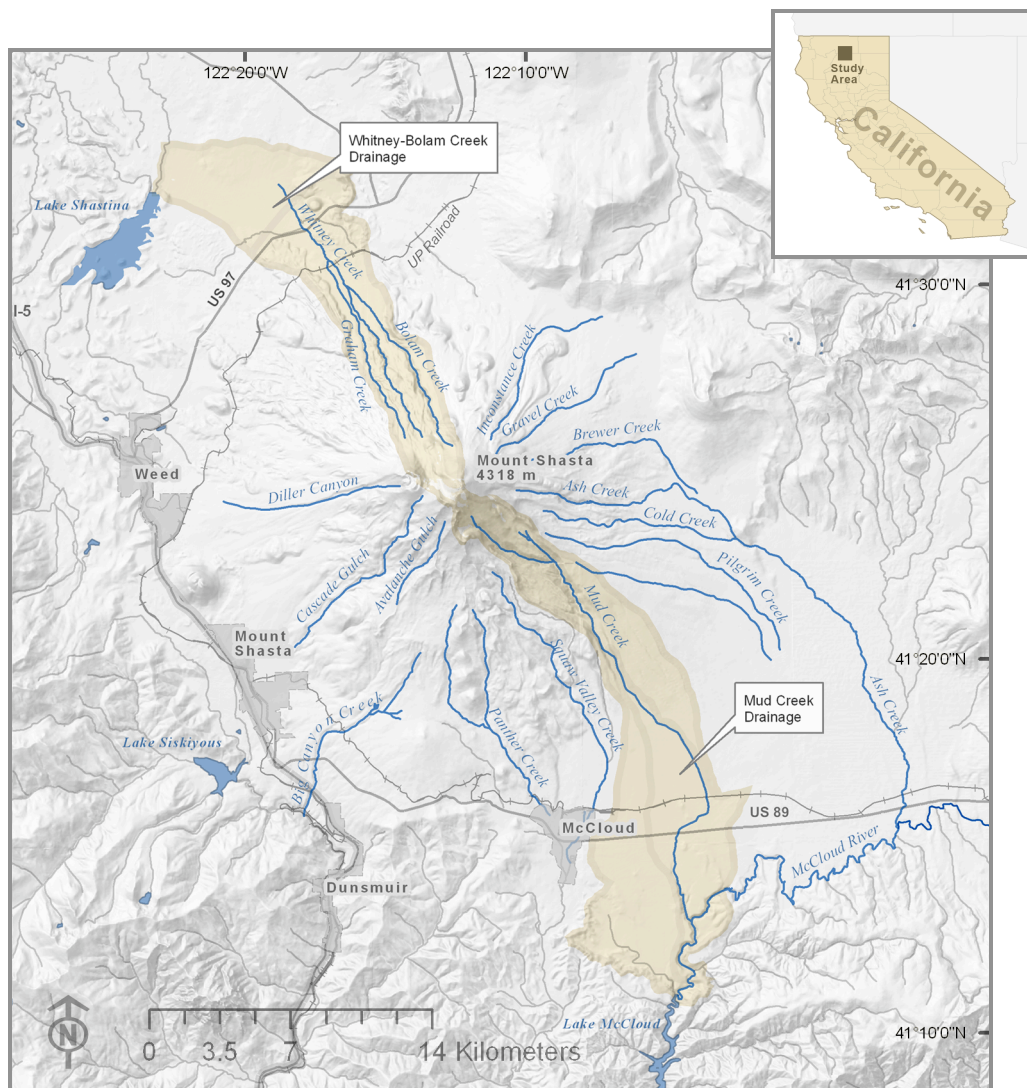 122°20'0"W
122°10'0"W
Study
Area
California
Whitney-Bolam Creek
Drainage
Lake Shastina
Whitney Creek
UP Railroad
US 97
41°30'0"N
I-5
Graham Creek
Bolam Creek
Inconstance Creek
Gravel Creek
Brewer Creek
Mount Shasta
4318 m
Weed
Diller Canyon
Ash Creek
Cold Creek
Cascade Gulch
Avalanche Gulch
Pilgrim Creek
Mud Creek
Mount
Shasta
41°20'0"N
Squaw Valley Creek
Ash Creek
Big Canyon Creek
Panther Creek
Mud Creek
Drainage
Lake Siskiyous
US 89
McCloud
McCloud River
Dunsmuir
N
0 3.5 7 14 Kilometers
Lake McCloud
41°10'0"N